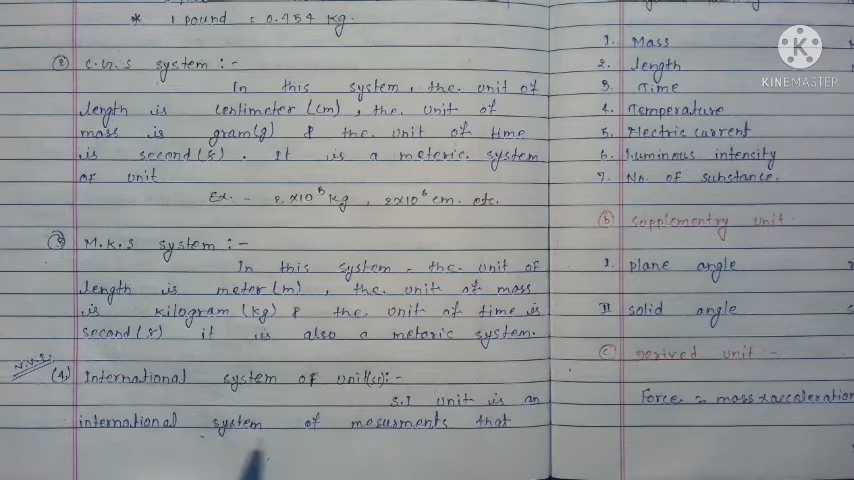 * 1 pound = 0.454 kg.
(2) C.G.S system :-
In this system, the unit of
length is centimeter (cm), the unit of
mass is gram(g) & the unit of time
is second(s). It is a meteric system
of unit
Ex. - 2×10⁶ kg, 2×10⁶ cm. etc.
(3) M.K.S system :-
In this system - the unit of
length is meter(m), the unit of mass
is kilogram (kg) & the unit of time is
second(s) it is also a meteric system.
V.V.I.
(4) International system of unit(SI):-
S.I unit is an
international system of mesurments that
1. Mass
2. length
3. Time
4. Temperature
5. Electric current
6. Luminous intensity
7. No. of substance.
(b) supplementry unit.
I. plane angle
II solid angle
(c) Derived unit :-
Force = mass×accaleration
KINEMASTER